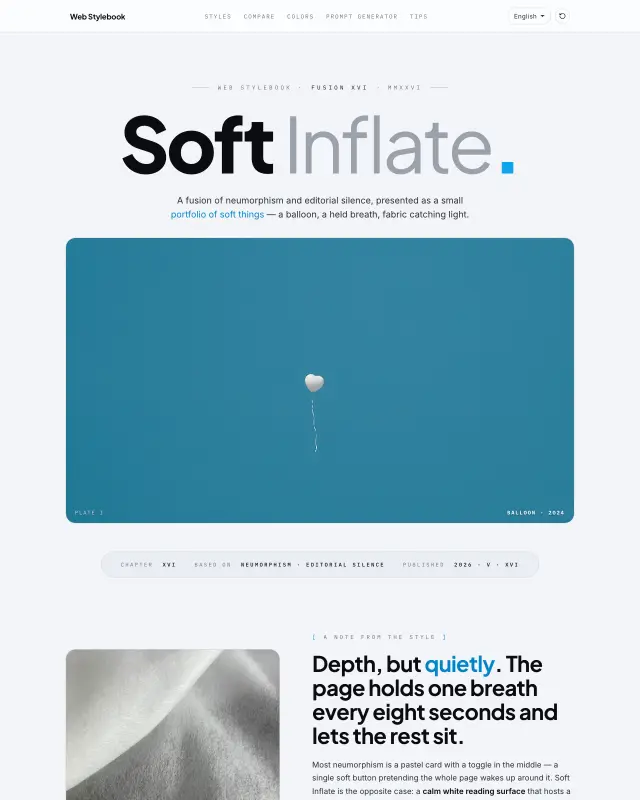 Web Stylebook
STYLES COMPARE COLORS PROMPT GENERATOR TIPS
English
WEB STYLEBOOK · FUSION XVI · MMXXVI
Soft Inflate.
A fusion of neumorphism and editorial silence, presented as a small
portfolio of soft things — a balloon, a held breath, fabric catching light.
PLATE I
BALLOON · 2024
CHAPTER XVI BASED ON NEUMORPHISM · EDITORIAL SILENCE PUBLISHED 2026 · V · XVI
[ A NOTE FROM THE STYLE ]
Depth, but quietly. The
page holds one breath
every eight seconds and
lets the rest sit.
Most neumorphism is a pastel card with a toggle in the middle — a
single soft button pretending the whole page wakes up around it. Soft
Inflate is the opposite case: a calm white reading surface that hosts a